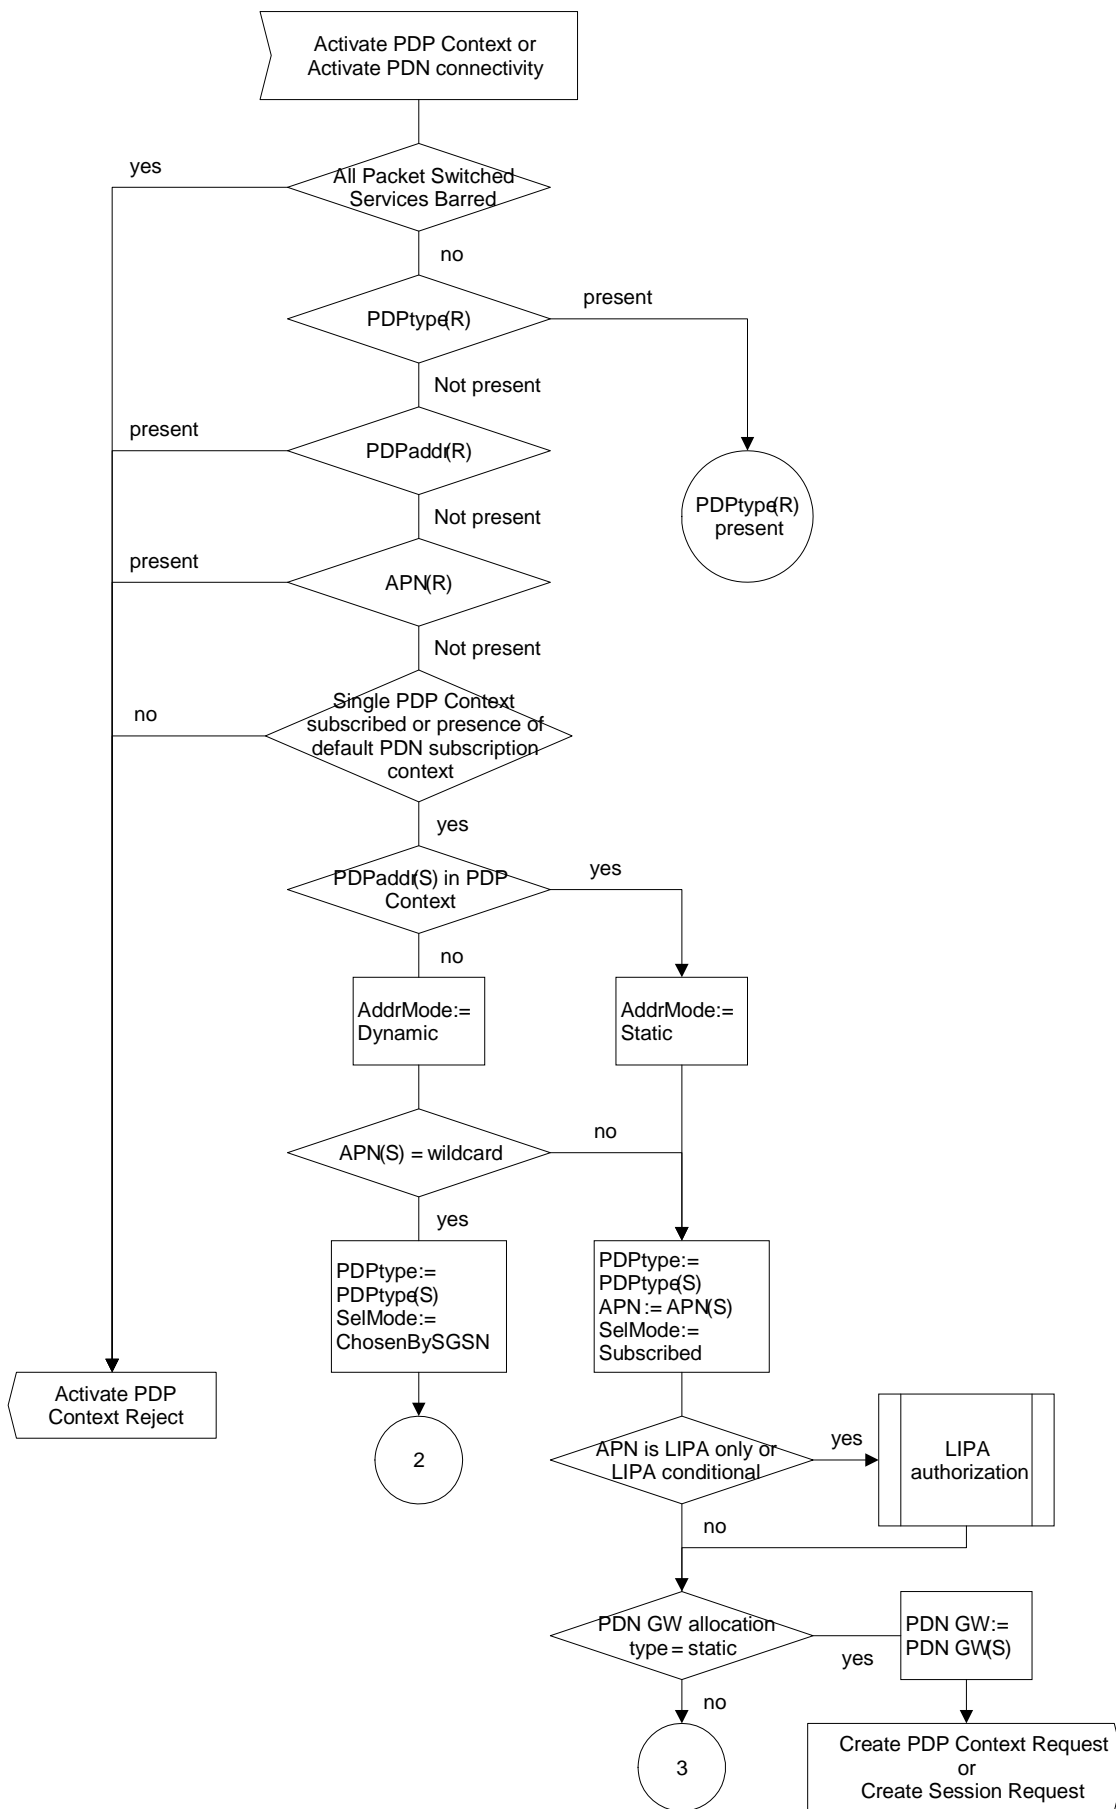 Activate PDP Context or
Activate PDN connectivity
yes
All Packet Switched
Services Barred
no
present
PDPtype(R)
Not present
present
PDPaddr(R)
PDPtype(R)
present
Not present
present
APN(R)
Not present
Single PDP Context
subscribed or presence of
default PDN subscription
context
no
yes
PDPaddr(S) in PDP
Context
yes
no
AddrMode:=
Dynamic
AddrMode:=
Static
APN(S) = wildcard
no
yes
PDPtype:=
PDPtype(S)
SelMode:=
ChosenBySGSN
PDPtype:=
PDPtype(S)
APN := APN(S)
SelMode:=
Subscribed
Activate PDP
Context Reject
2
APN is LIPA only or
LIPA conditional
yes
LIPA
authorization
no
PDN GW allocation
type = static
yes
PDN GW:=
PDN GW(S)
no
3
Create PDP Context Request
or
Create Session Request